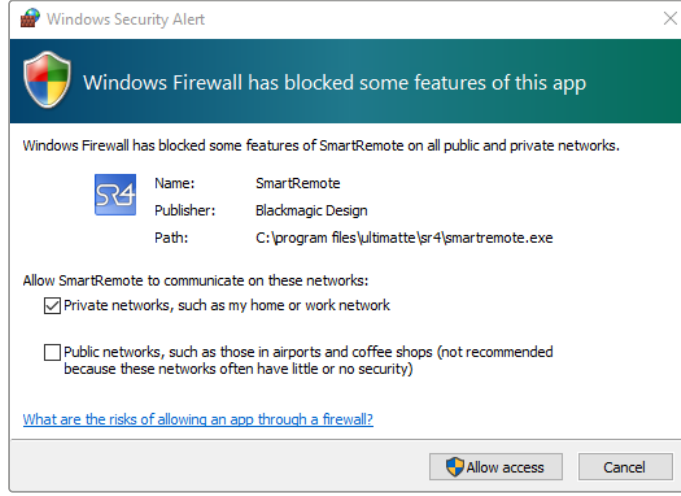 Windows Security Alert
Windows Firewall has blocked some features of this app
Windows Firewall has blocked some features of SmartRemote on all public and private networks.
SR4
Name: SmartRemote
Publisher: Blackmagic Design
Path: C:\program files\ultimatte\sr4\smartremote.exe
Allow SmartRemote to communicate on these networks:
Private networks, such as my home or work network
Public networks, such as those in airports and coffee shops (not recommended
because these networks often have little or no security)
What are the risks of allowing an app through a firewall?
Allow access Cancel